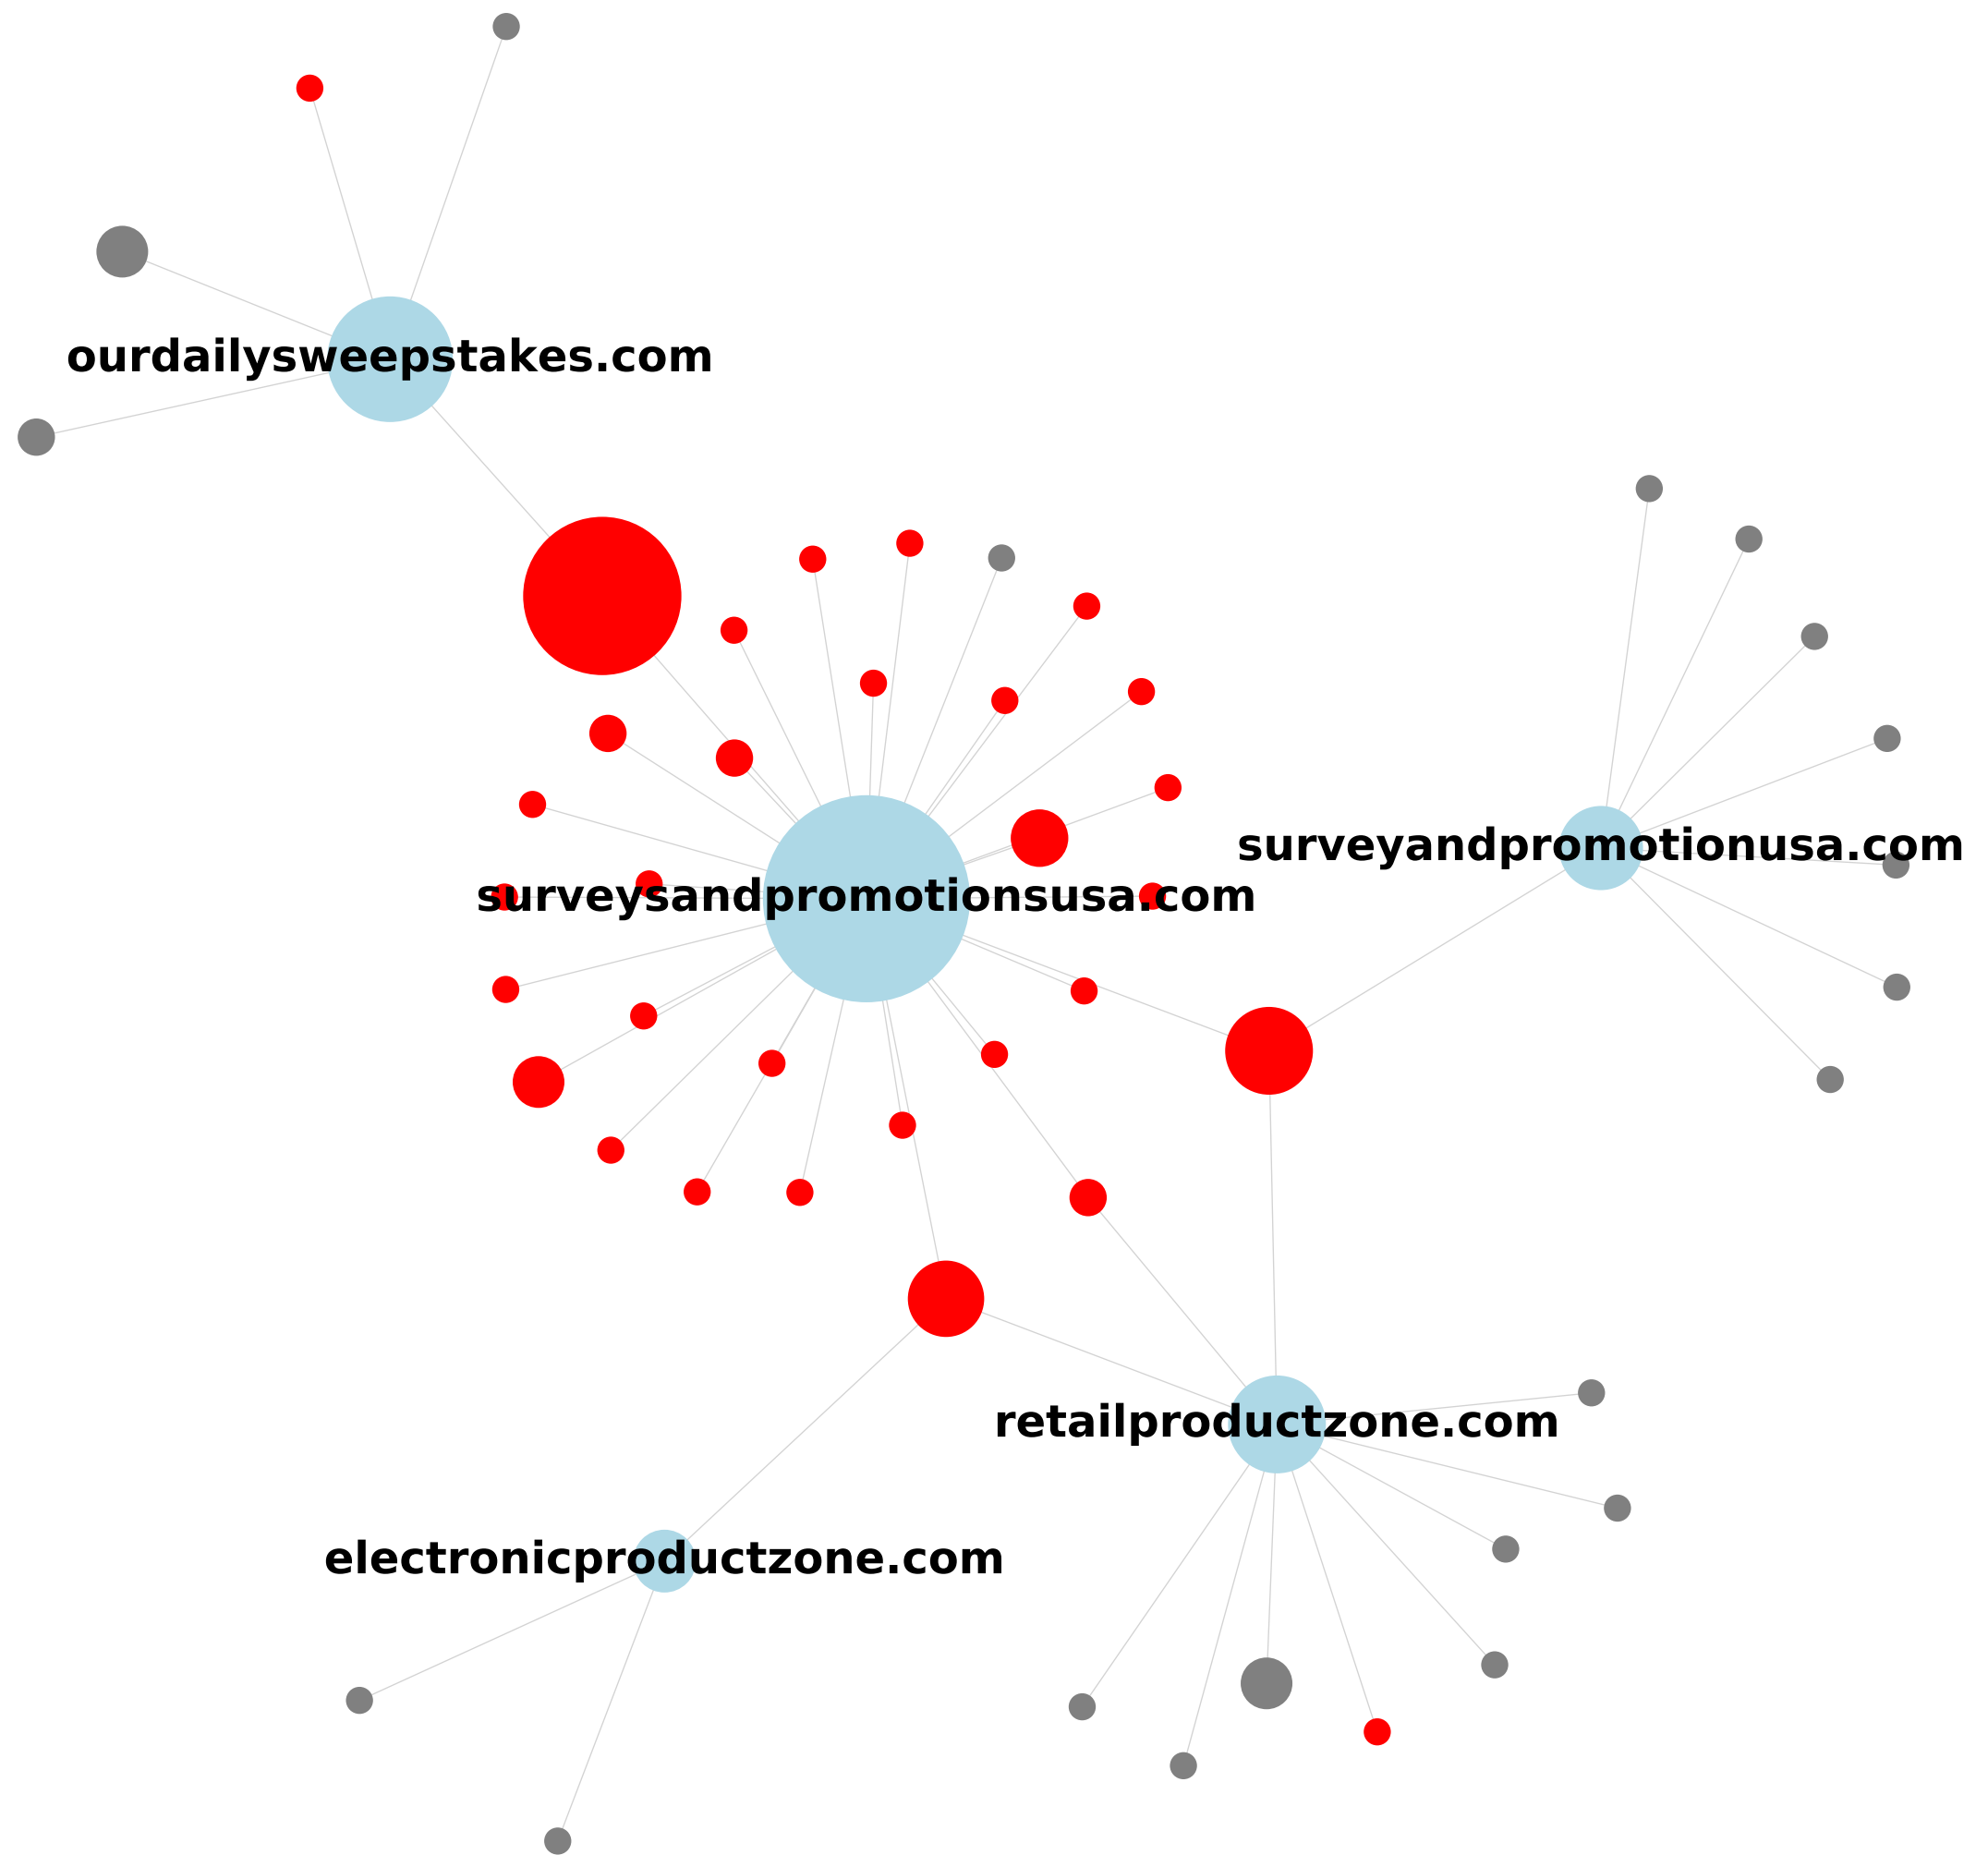 ourdailysweepstakes.com
surveyandpromotionusa.com
surveysandpromotionsusa.com
retailproductzone.com
electronicproductzone.com